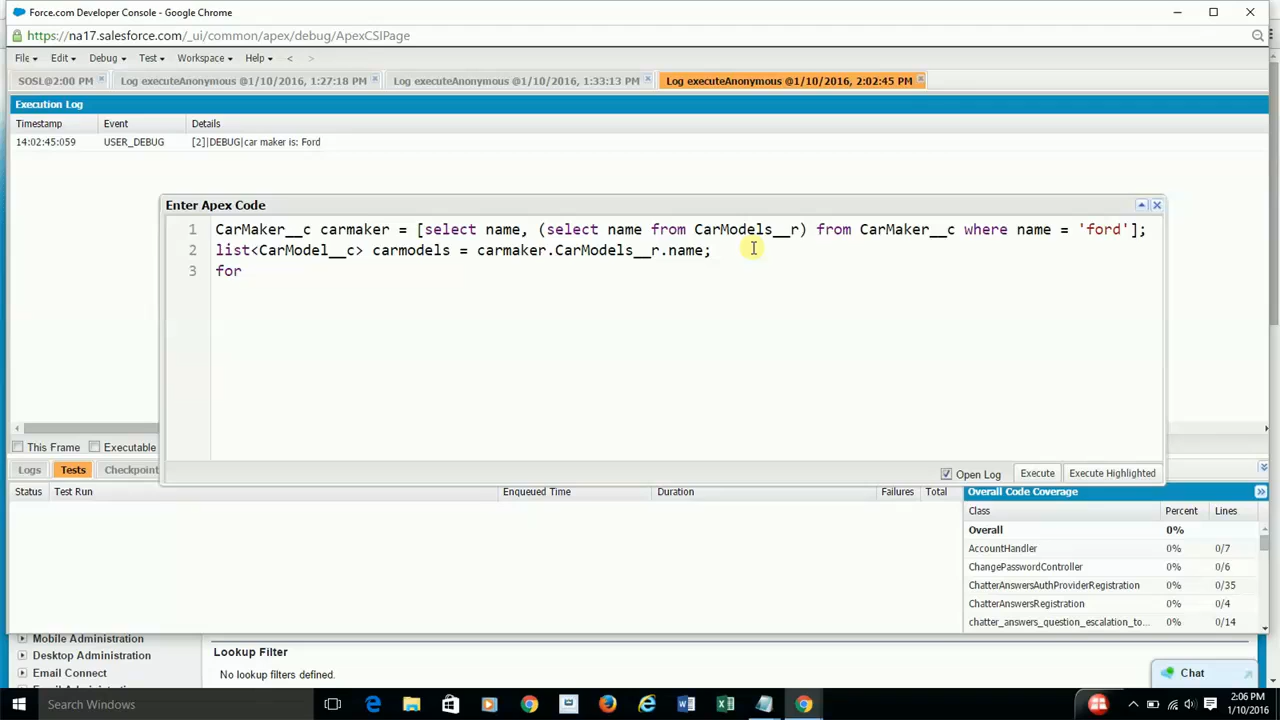 Force.com Developer Console - Google Chrome
https://na17.salesforce.com/_ui/common/apex/debug/ApexCSIPage
File Edit Debug Test Workspace Help < >
SOSL@2:00 PM Log executeAnonymous @1/10/2016, 1:27:18 PM Log executeAnonymous @1/10/2016, 1:33:13 PM Log executeAnonymous @1/10/2016, 2:02:45 PM
Execution Log
Timestamp Event Details
14:02:45:059 USER_DEBUG [2]|DEBUG|car maker is: Ford
Enter Apex Code
1 CarMaker__c carmaker = [select name, (select name from CarModels__r) from CarMaker__c where name = 'ford'];
2 list<CarModel__c> carmodels = carmaker.CarModels__r.name;
3 for
This Frame Executable
Open Log Execute Execute Highlighted
Logs Tests Checkpoint
Status Test Run Enqueued Time Duration Failures Total
Overall Code Coverage
Class Percent Lines
Overall 0%
AccountHandler 0% 0/7
ChangePasswordController 0% 0/6
ChatterAnswersAuthProviderRegistration 0% 0/35
ChatterAnswersRegistration 0% 0/4
chatter_answers_question_escalation_to... 0% 0/14
Mobile Administration
Desktop Administration
Email Connect
Lookup Filter
No lookup filters defined.
Chat
Search Windows
2:06 PM
1/10/2016